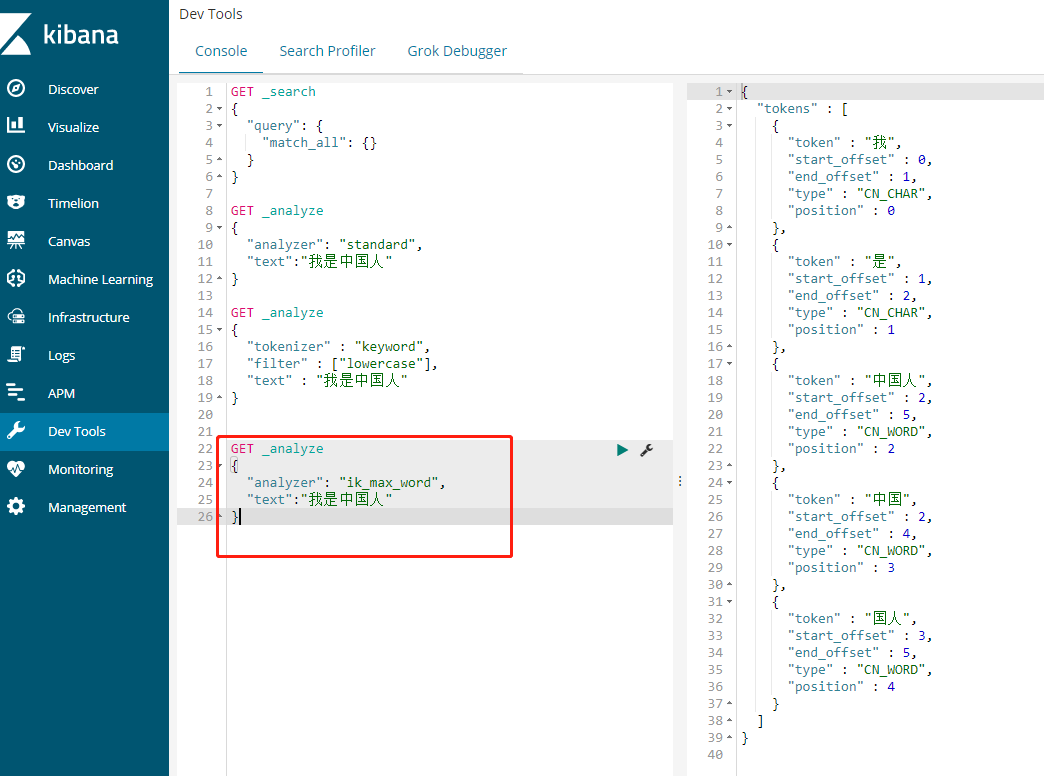 kibana
Discover
Visualize
Dashboard
Timelion
Canvas
Machine Learning
Infrastructure
Logs
APM
Dev Tools
Monitoring
Management
Dev Tools
Console Search Profiler Grok Debugger
1 GET _search
2 {
3 "query": {
4 "match_all": {}
5 }
6 }
7
8 GET _analyze
9 {
10 "analyzer": "standard",
11 "text":"我是中国人"
12 }
13
14 GET _analyze
15 {
16 "tokenizer" : "keyword",
17 "filter" : ["lowercase"],
18 "text" : "我是中国人"
19 }
20
21
22 GET _analyze
23 {
24 "analyzer": "ik_max_word",
25 "text":"我是中国人"
26 }
1 {
2 "tokens" : [
3 {
4 "token" : "我",
5 "start_offset" : 0,
6 "end_offset" : 1,
7 "type" : "CN_CHAR",
8 "position" : 0
9 },
10 {
11 "token" : "是",
12 "start_offset" : 1,
13 "end_offset" : 2,
14 "type" : "CN_CHAR",
15 "position" : 1
16 },
17 {
18 "token" : "中国人",
19 "start_offset" : 2,
20 "end_offset" : 5,
21 "type" : "CN_WORD",
22 "position" : 2
23 },
24 {
25 "token" : "中国",
26 "start_offset" : 2,
27 "end_offset" : 4,
28 "type" : "CN_WORD",
29 "position" : 3
30 },
31 {
32 "token" : "国人",
33 "start_offset" : 3,
34 "end_offset" : 5,
35 "type" : "CN_WORD",
36 "position" : 4
37 }
38 ]
39 }
40